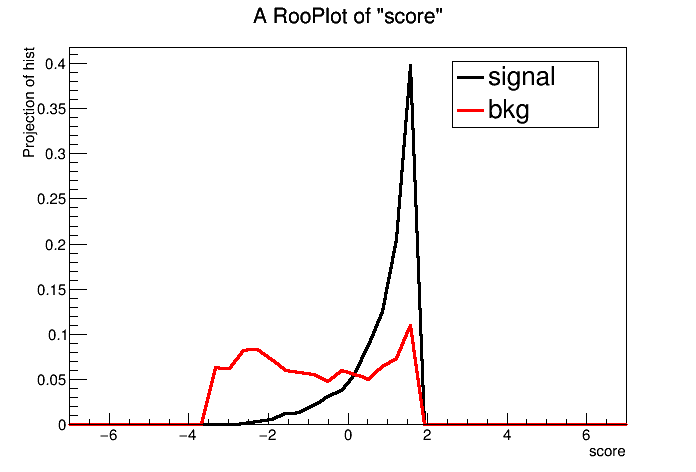 A RooPlot of "score"
Projection of hist
0.4
0.35
0.3
0.25
0.2
0.15
0.1
0.05
0
signal
bkg
−6 −4 −2 0 2 4 6
score